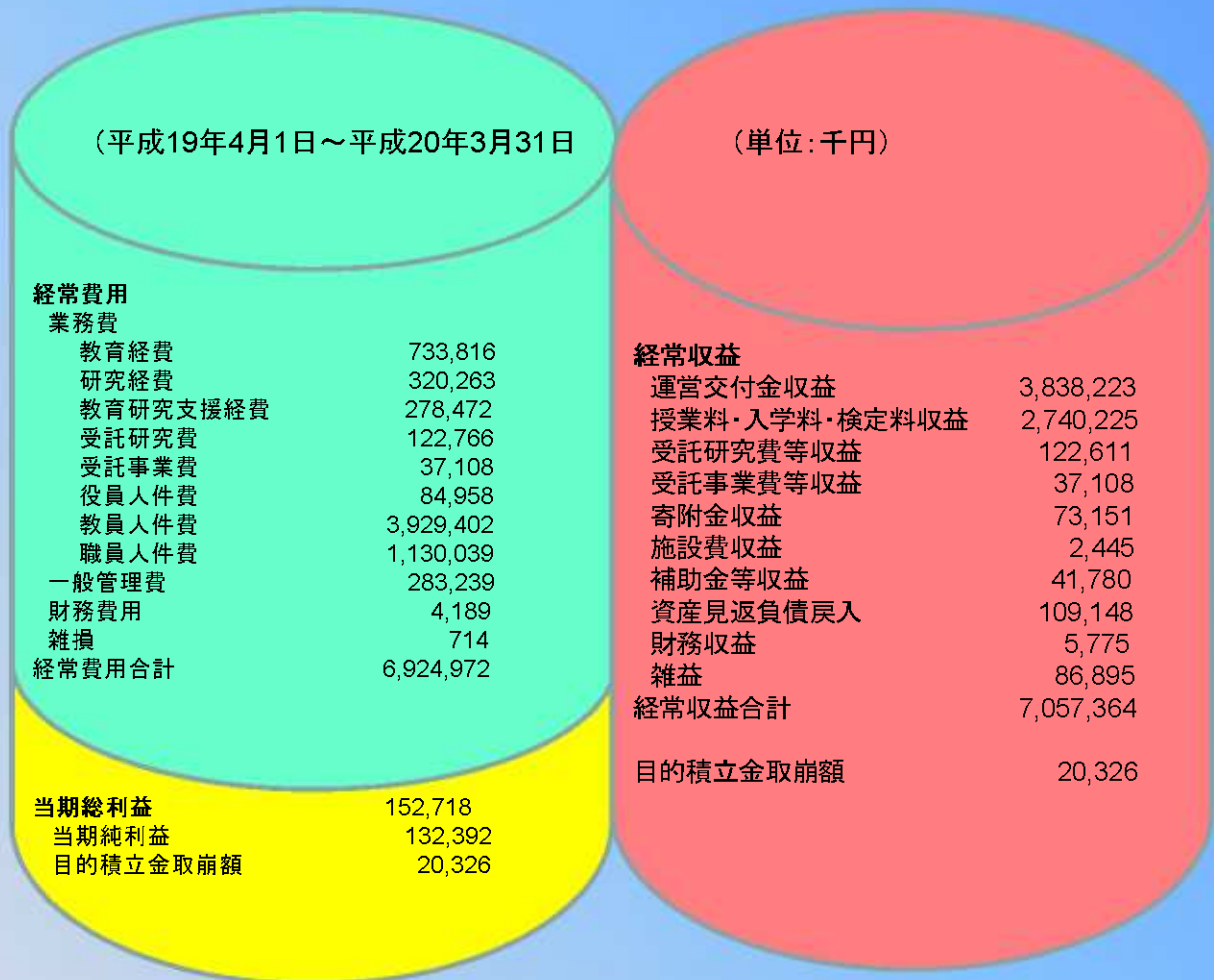 （平成19年4月1日～平成20年3月31日
経常費用
業務費
教育経費 733,816
研究経費 320,263
教育研究支援経費 278,472
受託研究費 122,766
受託事業費 37,108
役員人件費 84,958
教員人件費 3,929,402
職員人件費 1,130,039
一般管理費 283,239
財務費用 4,189
雑損 714
経常費用合計 6,924,972
当期総利益 152,718
当期純利益 132,392
目的積立金取崩額 20,326
（単位：千円）
経常収益
運営交付金収益 3,838,223
授業料・入学料・検定料収益 2,740,225
受託研究費等収益 122,611
受託事業費等収益 37,108
寄附金収益 73,151
施設費収益 2,445
補助金等収益 41,780
資産見返負債戻入 109,148
財務収益 5,775
雑益 86,895
経常収益合計 7,057,364
目的積立金取崩額 20,326